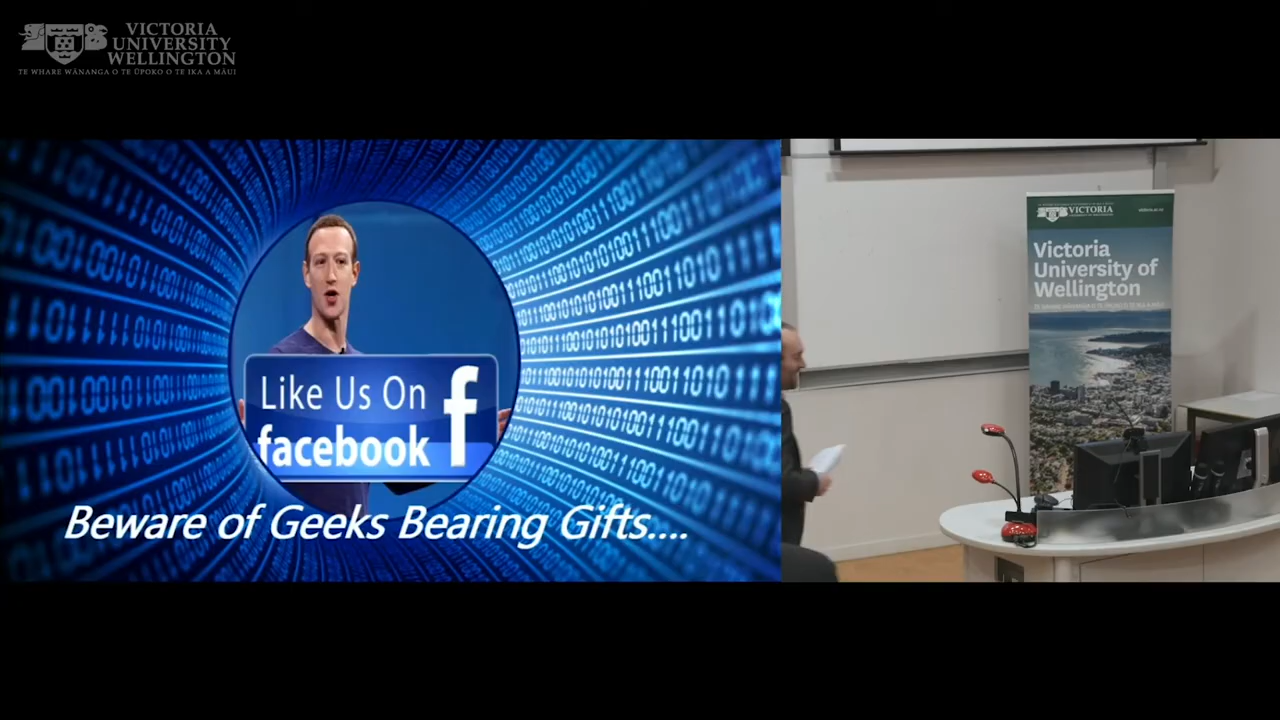 VICTORIA
UNIVERSITY
WELLINGTON
TE WHARE WĀNANGA O TE ŪPOKO O TE IKA A MĀUI
Like Us On
facebook
f
Beware of Geeks Bearing Gifts....
VICTORIA
Victoria
University of
Wellington